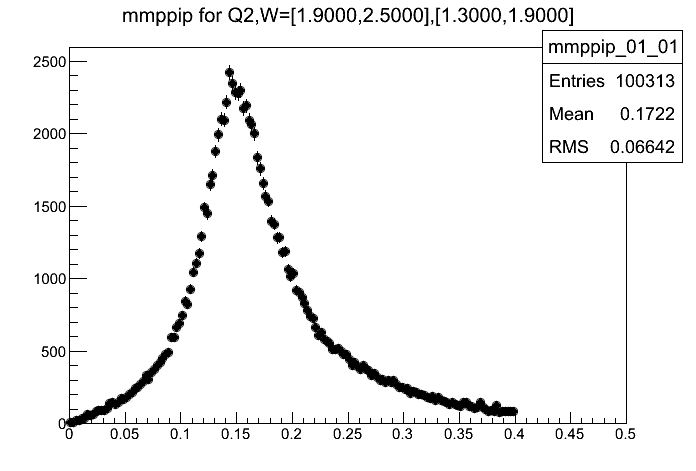 mmppip for Q2,W=[1.9000,2.5000],[1.3000,1.9000]
mmppip_01_01
Entries 100313
Mean 0.1722
RMS 0.06642
2500
2000
1500
1000
500
0
0 0.05 0.1 0.15 0.2 0.25 0.3 0.35 0.4 0.45 0.5